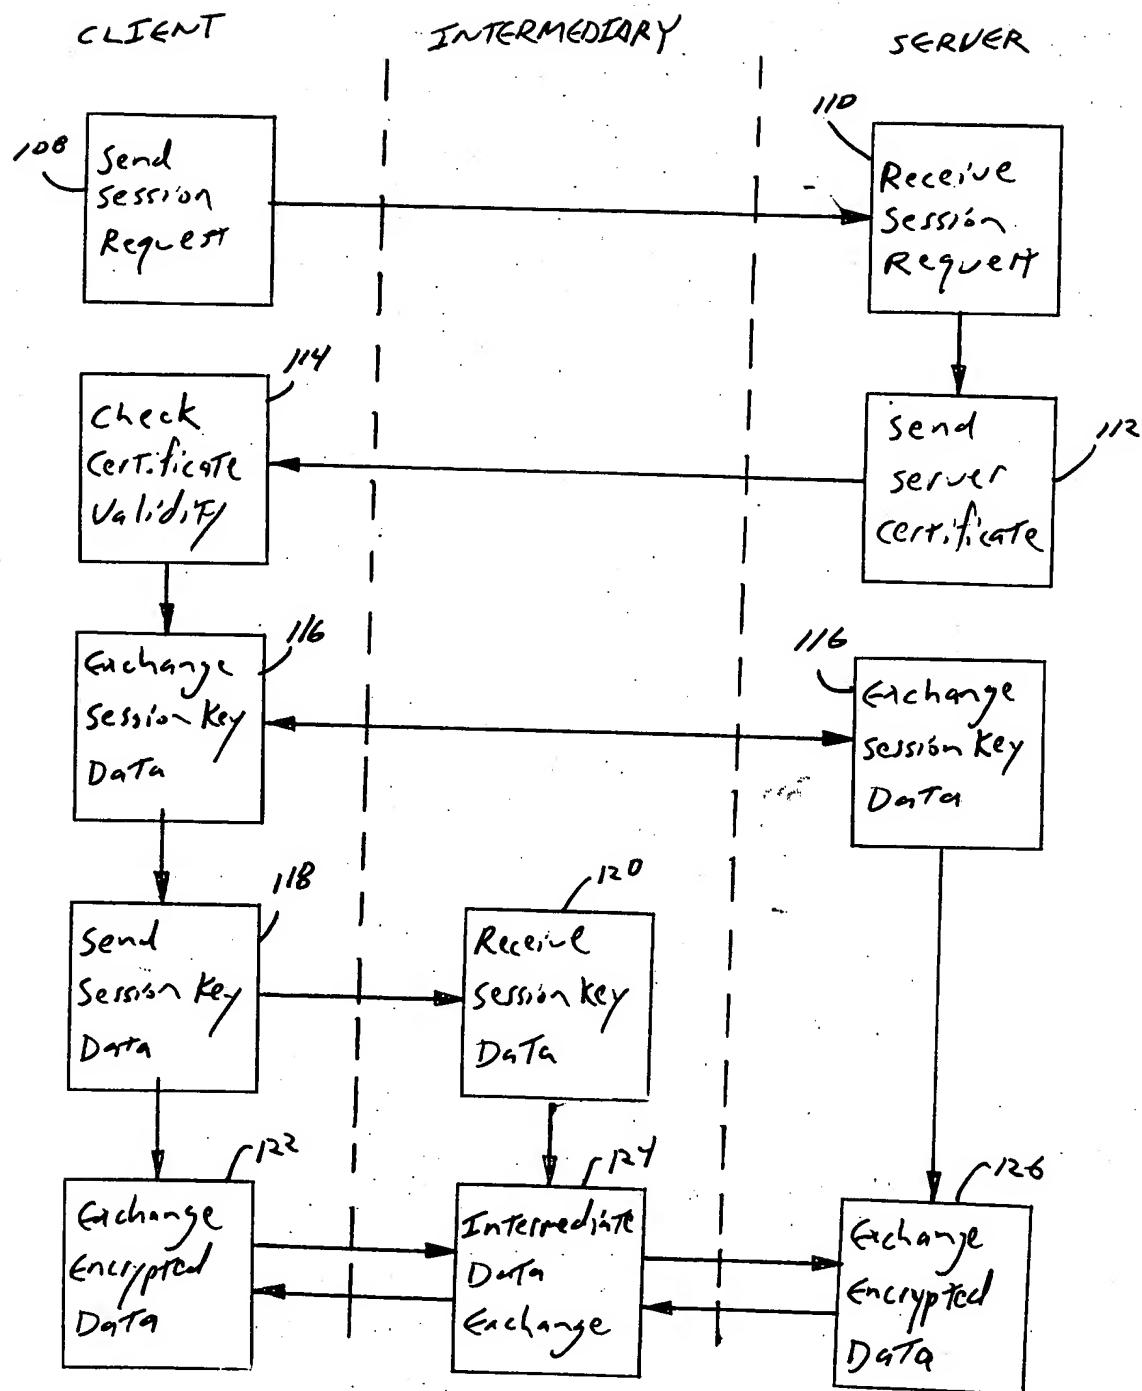 CLIENT
INTERMEDIARY
SERVER
108
Send
Session
Request
110
Receive
Session
Request
114
Check
Certificate
Validity
Send
Server
Certificate
112
116
Exchange
Session Key
Data
116
Exchange
Session Key
Data
118
Send
Session Key
Data
120
Receive
Session Key
Data
122
Exchange
Encrypted
Data
124
Intermediate
Data
Exchange
126
Exchange
Encrypted
Data